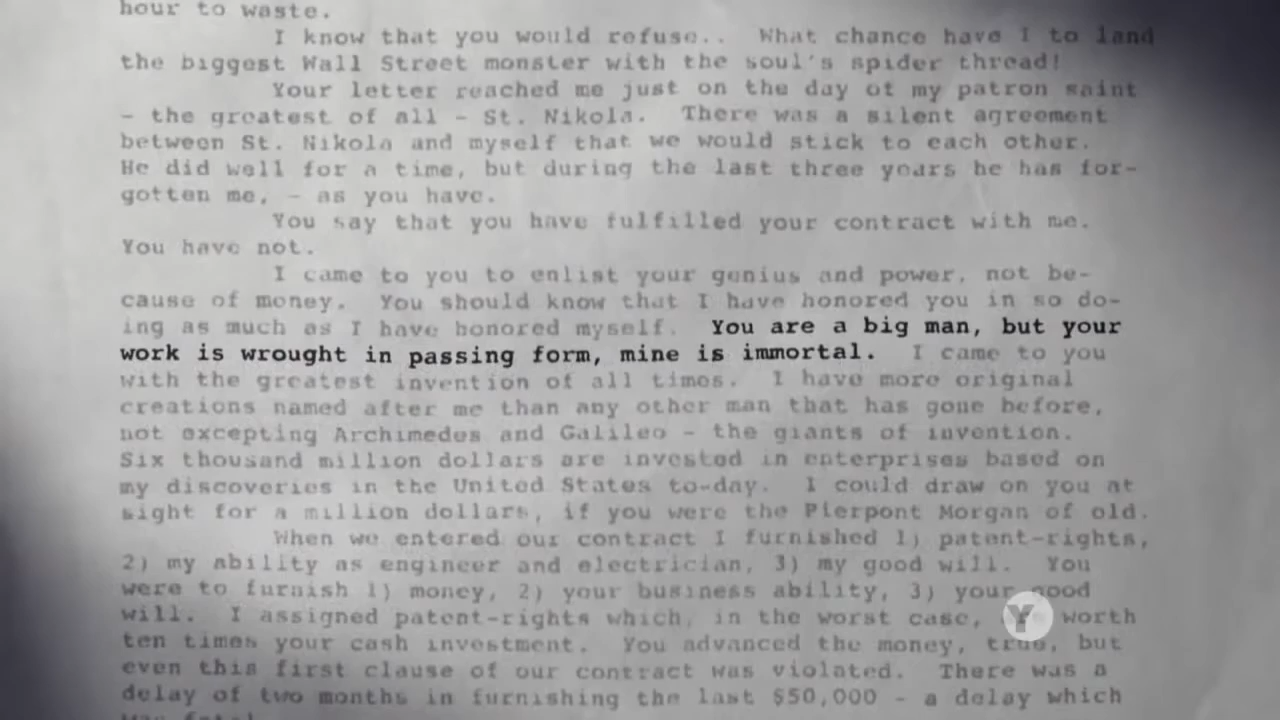 hour to waste.
I know that you would refuse.. What chance have I to land
the biggest Wall Street monster with the soul's spider thread!
Your letter reached me just on the day of my patron saint
- the greatest of all - St. Nikola. There was a silent agreement
between St. Nikola and myself that we would stick to each other.
He did well for a time, but during the last three years he has for-
gotten me, - as you have.
You say that you have fulfilled your contract with me.
You have not.
I came to you to enlist your genius and power, not be-
cause of money. You should know that I have honored you in so do-
ing as much as I have honored myself. You are a big man, but your
work is wrought in passing form, mine is immortal. I came to you
with the greatest invention of all times. I have more original
creations named after me than any other man that has gone before,
not excepting Archimedes and Galileo - the giants of invention.
Six thousand million dollars are invested in enterprises based on
my discoveries in the United States to-day. I could draw on you at
sight for a million dollars, if you were the Pierpont Morgan of old.
When we entered our contract I furnished 1) patent-rights,
2) my ability as engineer and electrician, 3) my good will. You
were to furnish 1) money, 2) your business ability, 3) your good
will. I assigned patent-rights which, in the worst case, worth
ten times your cash investment. You advanced the money, true, but
even this first clause of our contract was violated. There was a
delay of two months in furnishing the last $50,000 - a delay which
Y